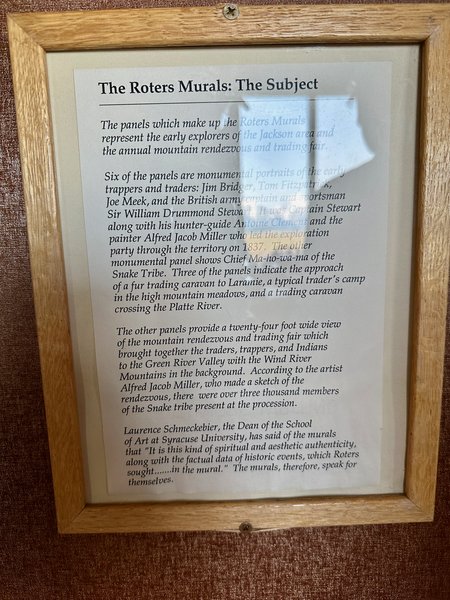 The Roters Murals: The Subject
The panels which make up the Roters Murals
represent the early explorers of the Jackson area and
the annual mountain rendezvous and trading fair.
Six of the panels are monumental portraits of the early
trappers and traders: Jim Bridger, Tom Fitzpatrick,
Joe Meek, and the British army captain and sportsman
Sir William Drummond Stewart. It was Captain Stewart
along with his hunter-guide Antoine Clement and the
painter Alfred Jacob Miller who led the exploration
party through the territory on 1837. The other
monumental panel shows Chief Ma-ho-wa-ma of the
Snake Tribe. Three of the panels indicate the approach
of a fur trading caravan to Laramie, a typical trader's camp
in the high mountain meadows, and a trading caravan
crossing the Platte River.
The other panels provide a twenty-four foot wide view
of the mountain rendezvous and trading fair which
brought together the traders, trappers, and Indians
to the Green River Valley with the Wind River
Mountains in the background. According to the artist
Alfred Jacob Miller, who made a sketch of the
rendezvous, there were over three thousand members
of the Snake tribe present at the procession.
Laurence Schmeckebier, the Dean of the School
of Art at Syracuse University, has said of the murals
that "It is this kind of spiritual and aesthetic authenticity,
along with the factual data of historic events, which Roters
sought.......in the mural." The murals, therefore, speak for
themselves.